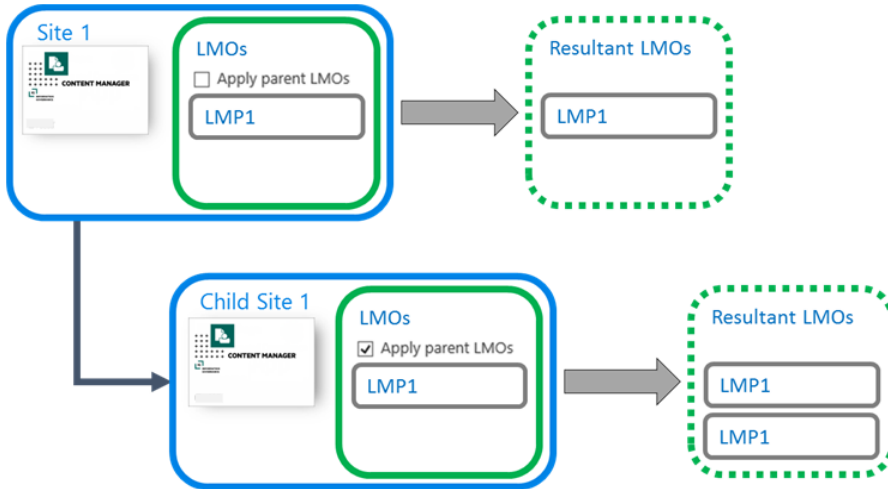 Site 1
CONTENT MANAGER
LMOs
Apply parent LMOs
LMP1
Resultant LMOs
LMP1
Child Site 1
CONTENT MANAGER
LMOs
Apply parent LMOs
LMP1
Resultant LMOs
LMP1
LMP1